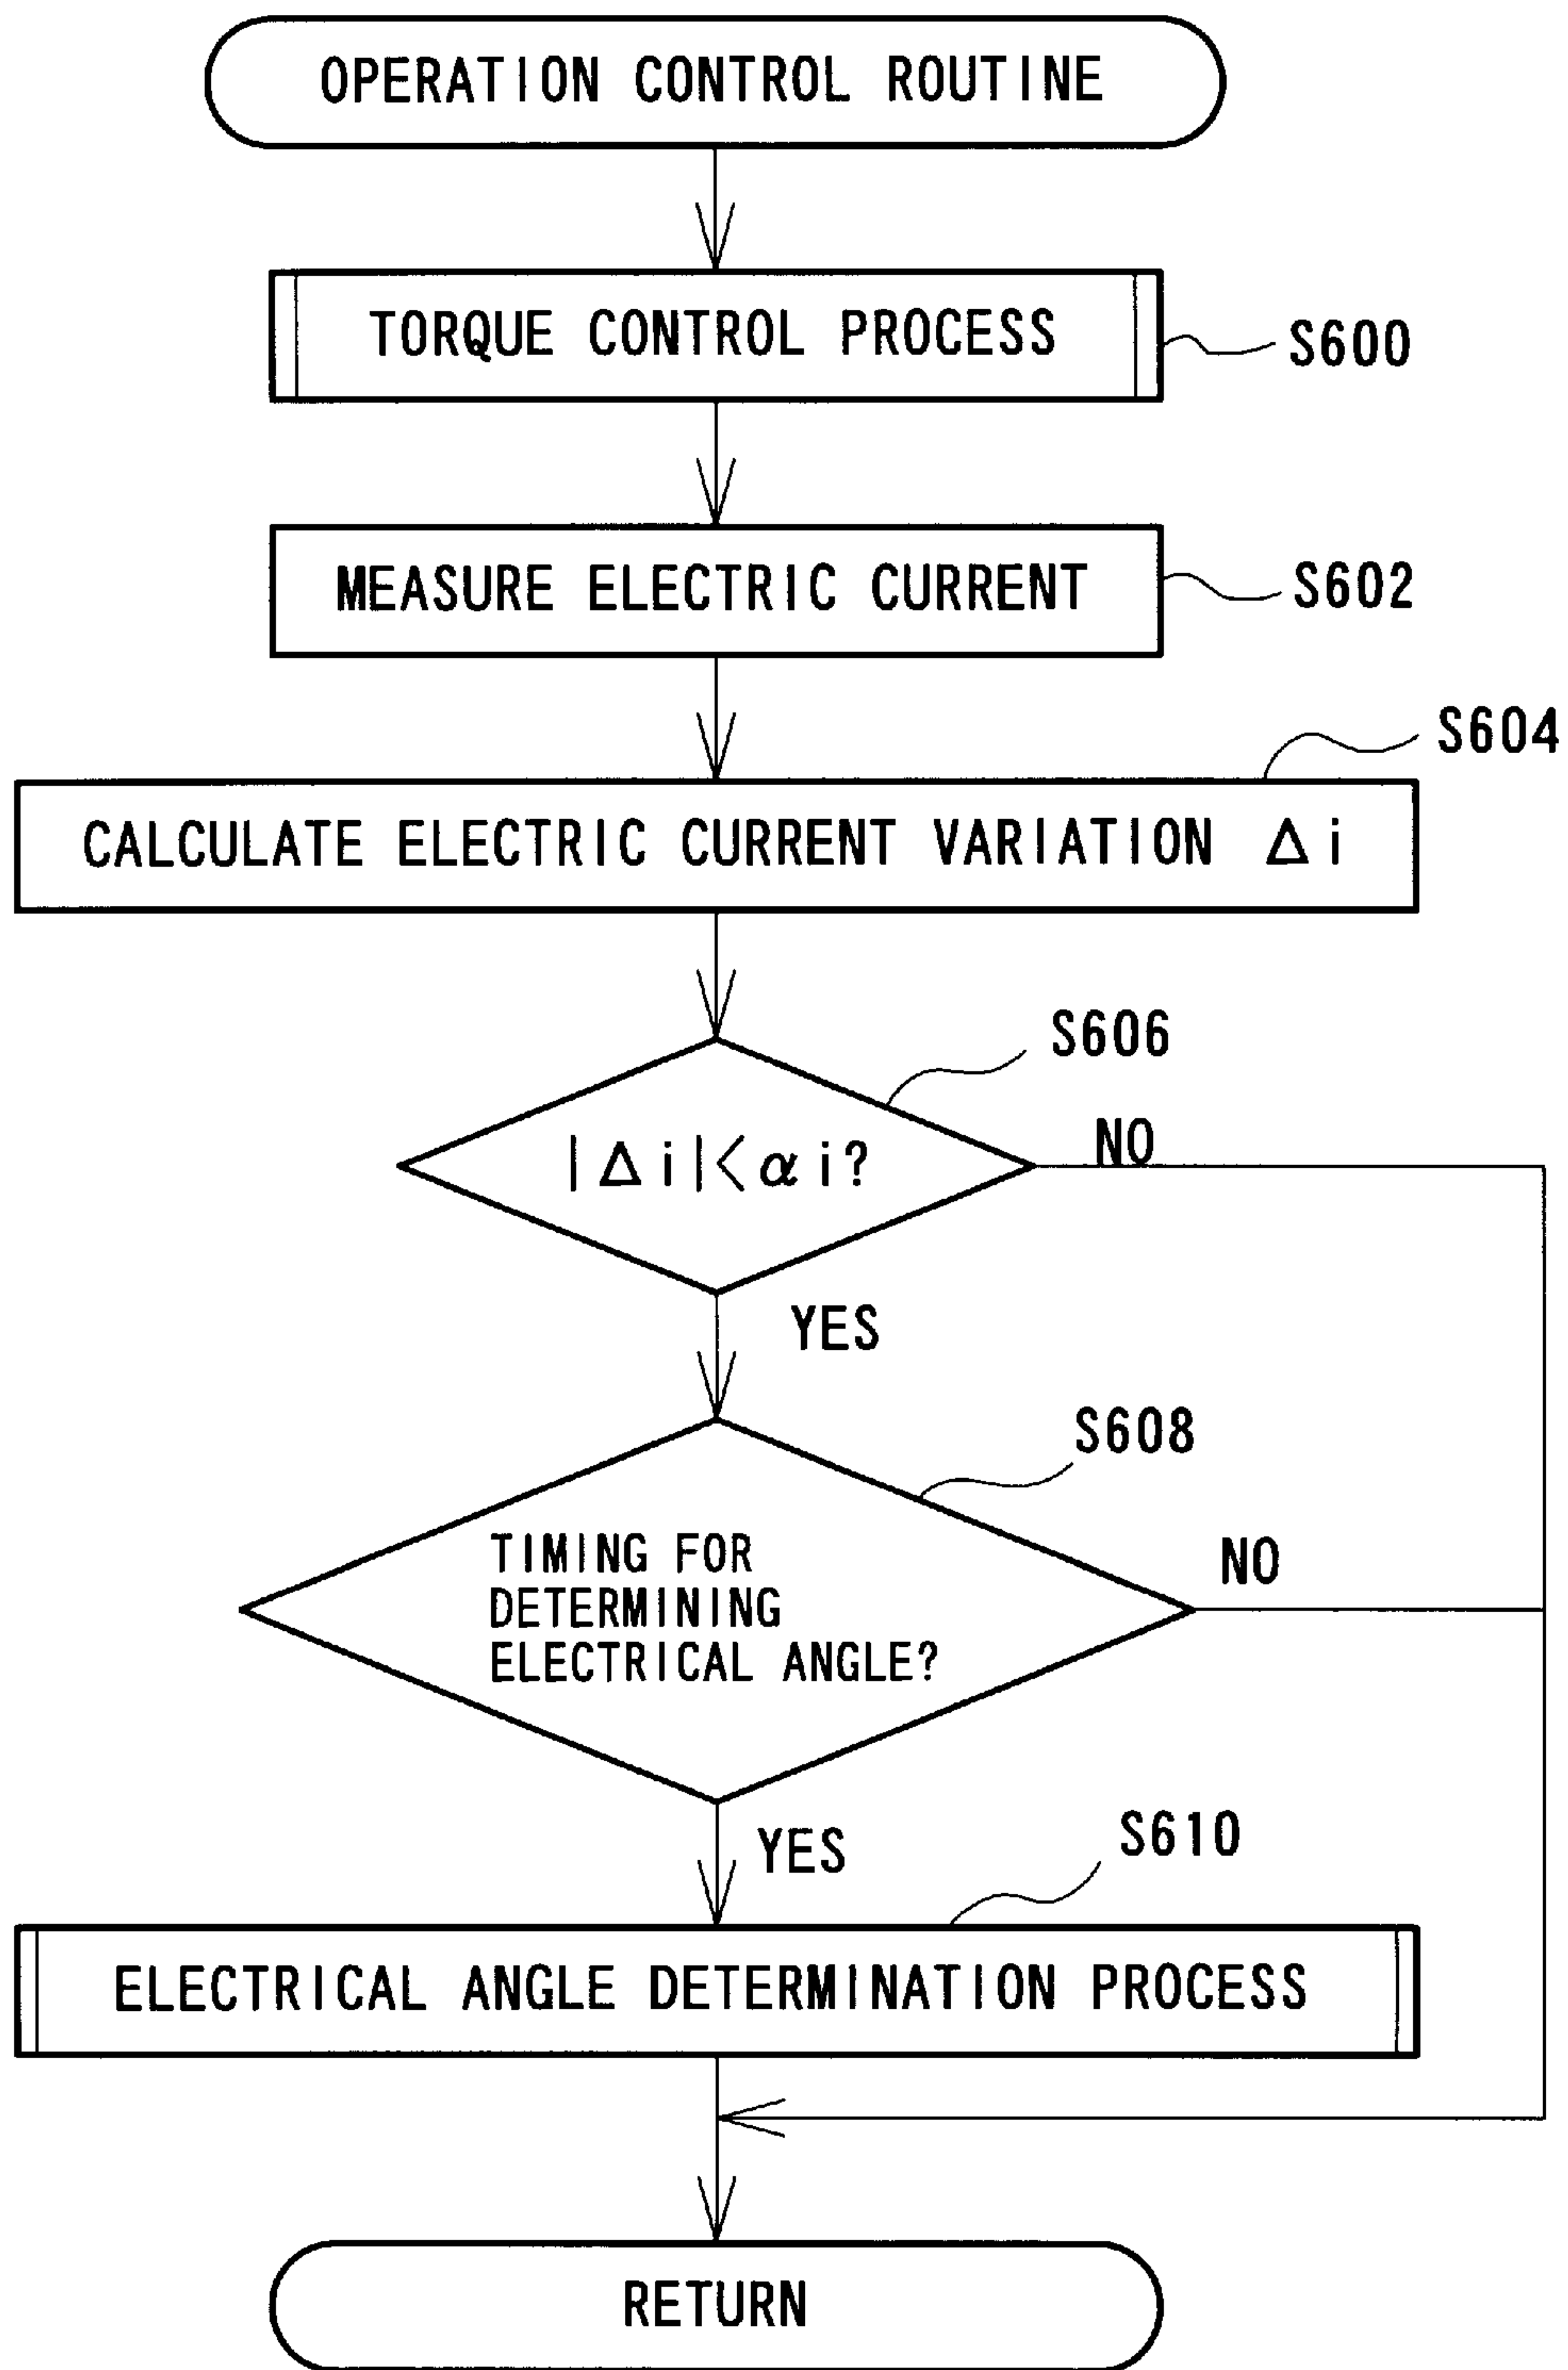 OPERATION CONTROL ROUTINE
TORQUE CONTROL PROCESS
S600
MEASURE ELECTRIC CURRENT
S602
S604
CALCULATE ELECTRIC CURRENT VARIATION Δi
S606
|Δi|<αi?
NO
YES
S608
TIMING FOR
DETERMINING
ELECTRICAL ANGLE?
NO
YES
S610
ELECTRICAL ANGLE DETERMINATION PROCESS
RETURN